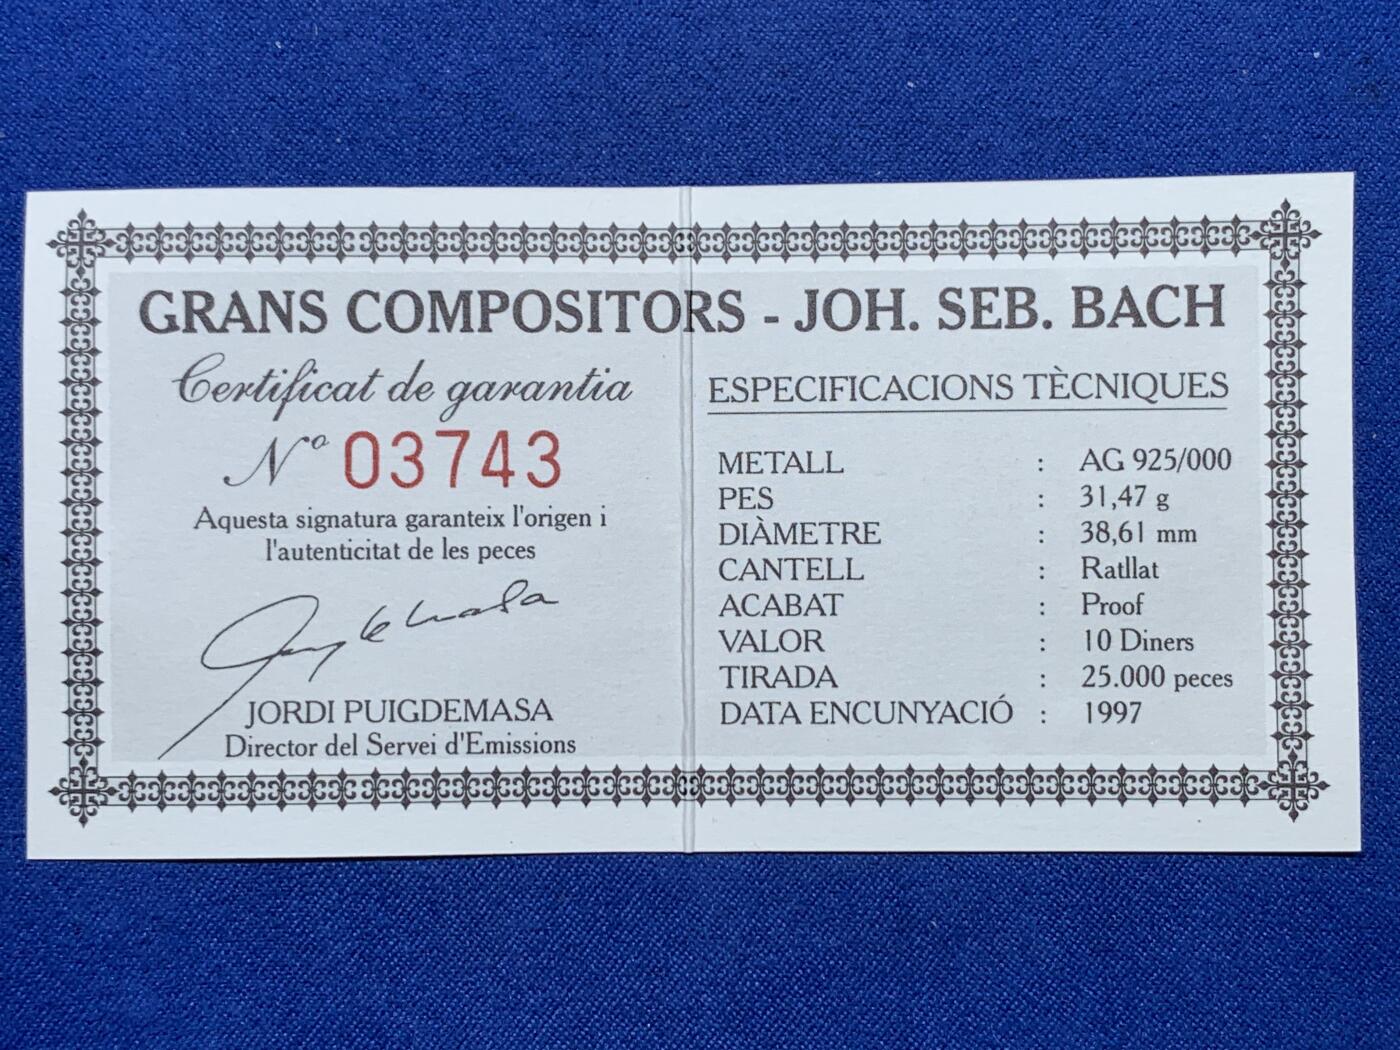 GRANS COMPOSITORS - JOH. SEB. BACH
Certificat de garantia
Nº 03743
Aquesta signatura garanteix l'origen i
l'autenticitat de les peces
JORDI PUIGDEMASA
Director del Servei d'Emissions
ESPECIFICACIONS TÈCNIQUES
METALL : AG 925/000
PES : 31,47 g
DIÀMETRE : 38,61 mm
CANTELL : Ratllat
ACABAT : Proof
VALOR : 10 Diners
TIRADA : 25.000 peces
DATA ENCUNYACIÓ : 1997